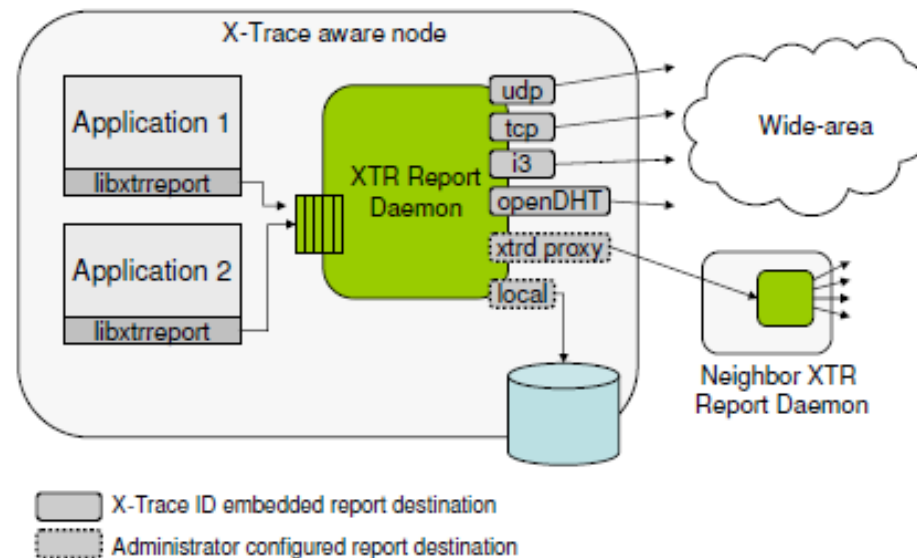 X-Trace aware node
Application 1
libxtrreport
Application 2
libxtrreport
XTR Report
Daemon
udp
tcp
i3
openDHT
xtrd proxy
local
Wide-area
Neighbor XTR
Report Daemon
X-Trace ID embedded report destination
Administrator configured report destination